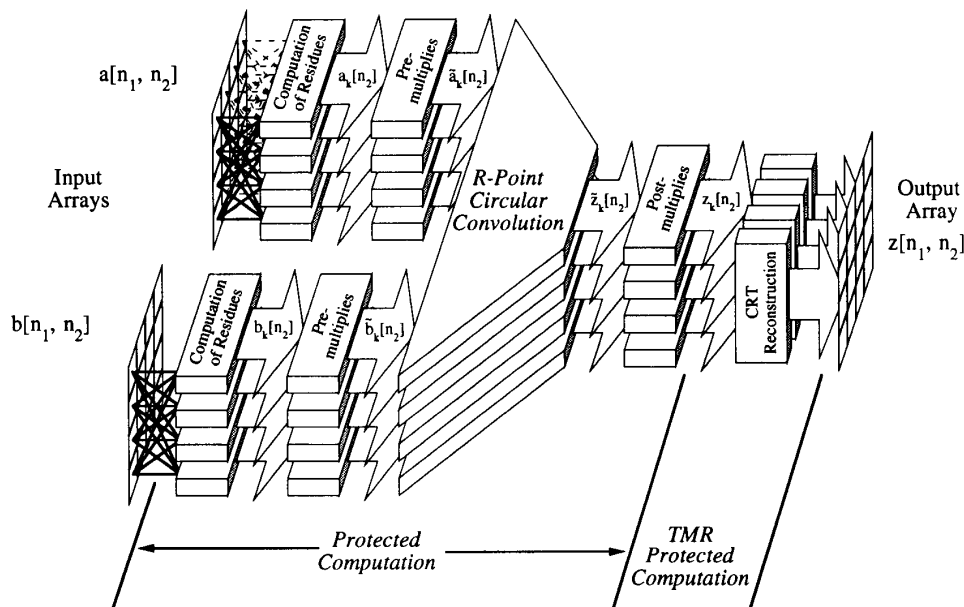 a[n₁, n₂]
Input
Arrays
b[n₁, n₂]
Computation
of Residues
aₖ[n₂]
Pre-
multiplies
ãₖ[n₂]
R-Point
Circular
Convolution
Computation
of Residues
bₖ[n₂]
Pre-
multiplies
b̃ₖ[n₂]
z̃ₖ[n₂]
Post-
multiplies
zₖ[n₂]
CRT
Reconstruction
Output
Array
z[n₁, n₂]
Protected
Computation
TMR
Protected
Computation